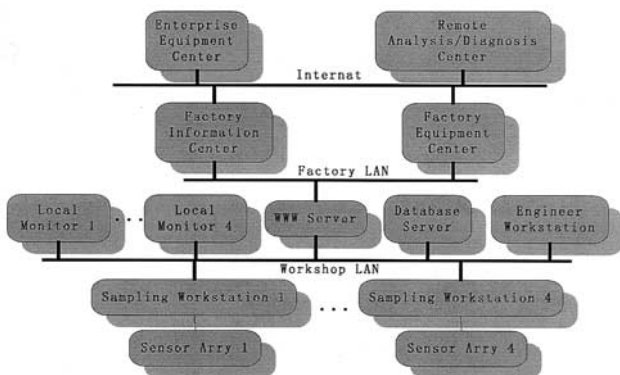 Enterprise
Equipment
Center
Remote
Analysis/Diagnosis
Center
Internat
Factory
Information
Center
Factory
Equipment
Center
Factory LAN
Local
Monitor 1
...
Local
Monitor 4
WWW Server
Database
Server
Engineer
Workstation
Workshop LAN
Sampling Workstation 1
...
Sampling Workstation 4
Sensor Arry 1
Sensor Arry 4